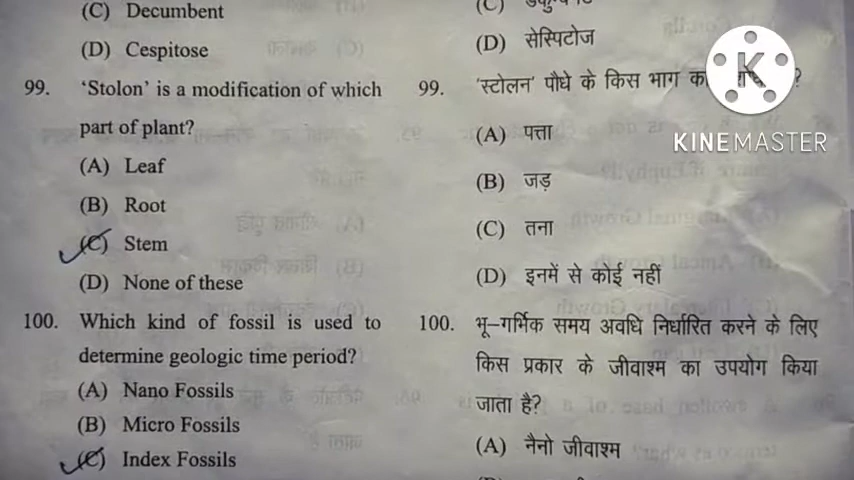 (C) Decumbent
(D) Cespitose
99. 'Stolon' is a modification of which
part of plant?
(A) Leaf
(B) Root
(C) Stem
(D) None of these
100. Which kind of fossil is used to
determine geologic time period?
(A) Nano Fossils
(B) Micro Fossils
(C) Index Fossils
(C)
(D) सेस्पिटोज
99. 'स्टोलन' पौधे के किस भाग का ?
(A) पत्ता
(B) जड़
(C) तना
(D) इनमें से कोई नहीं
100. भू-गर्भिक समय अवधि निर्धारित करने के लिए
किस प्रकार के जीवाश्म का उपयोग किया
जाता है?
(A) नैनो जीवाश्म
K
KINEMASTER